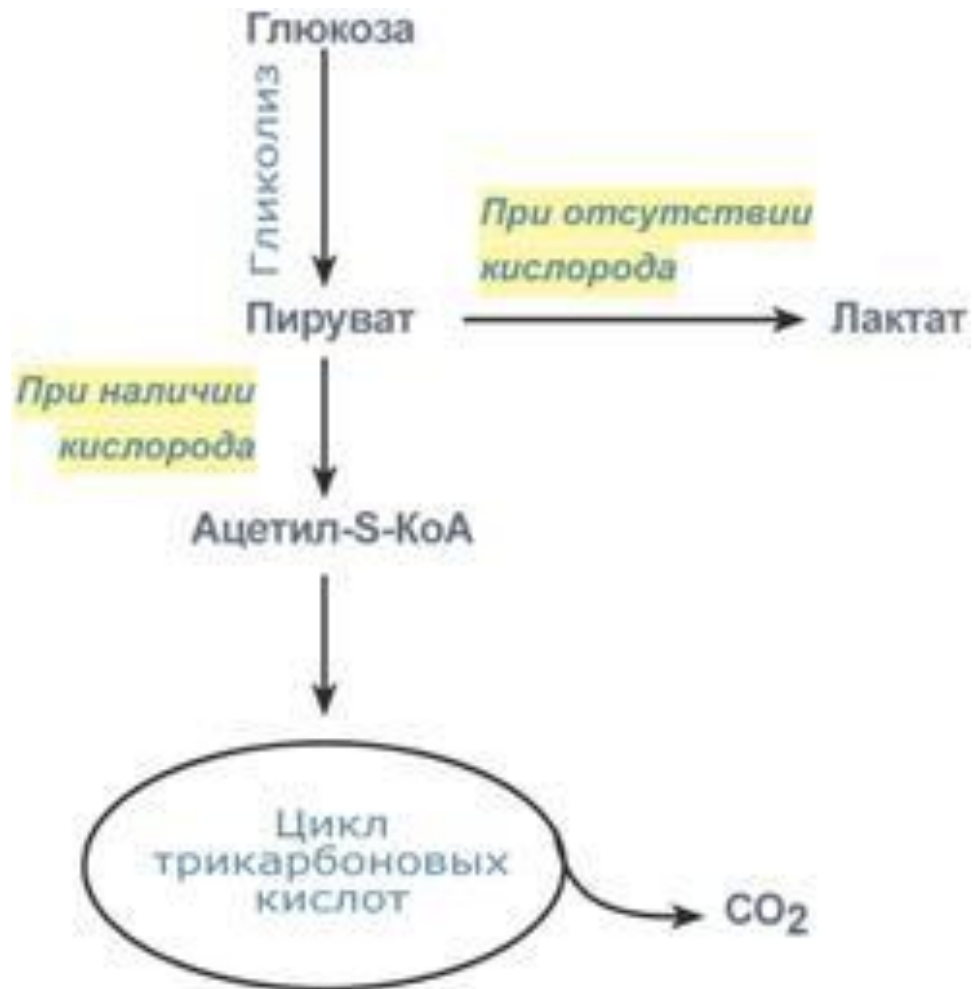 Глюкоза
Гликолиз
При отсутствии
кислорода
Пируват
Лактат
При наличии
кислорода
Ацетил-S-КоА
Цикл
трикарбоновых
кислот
CO₂